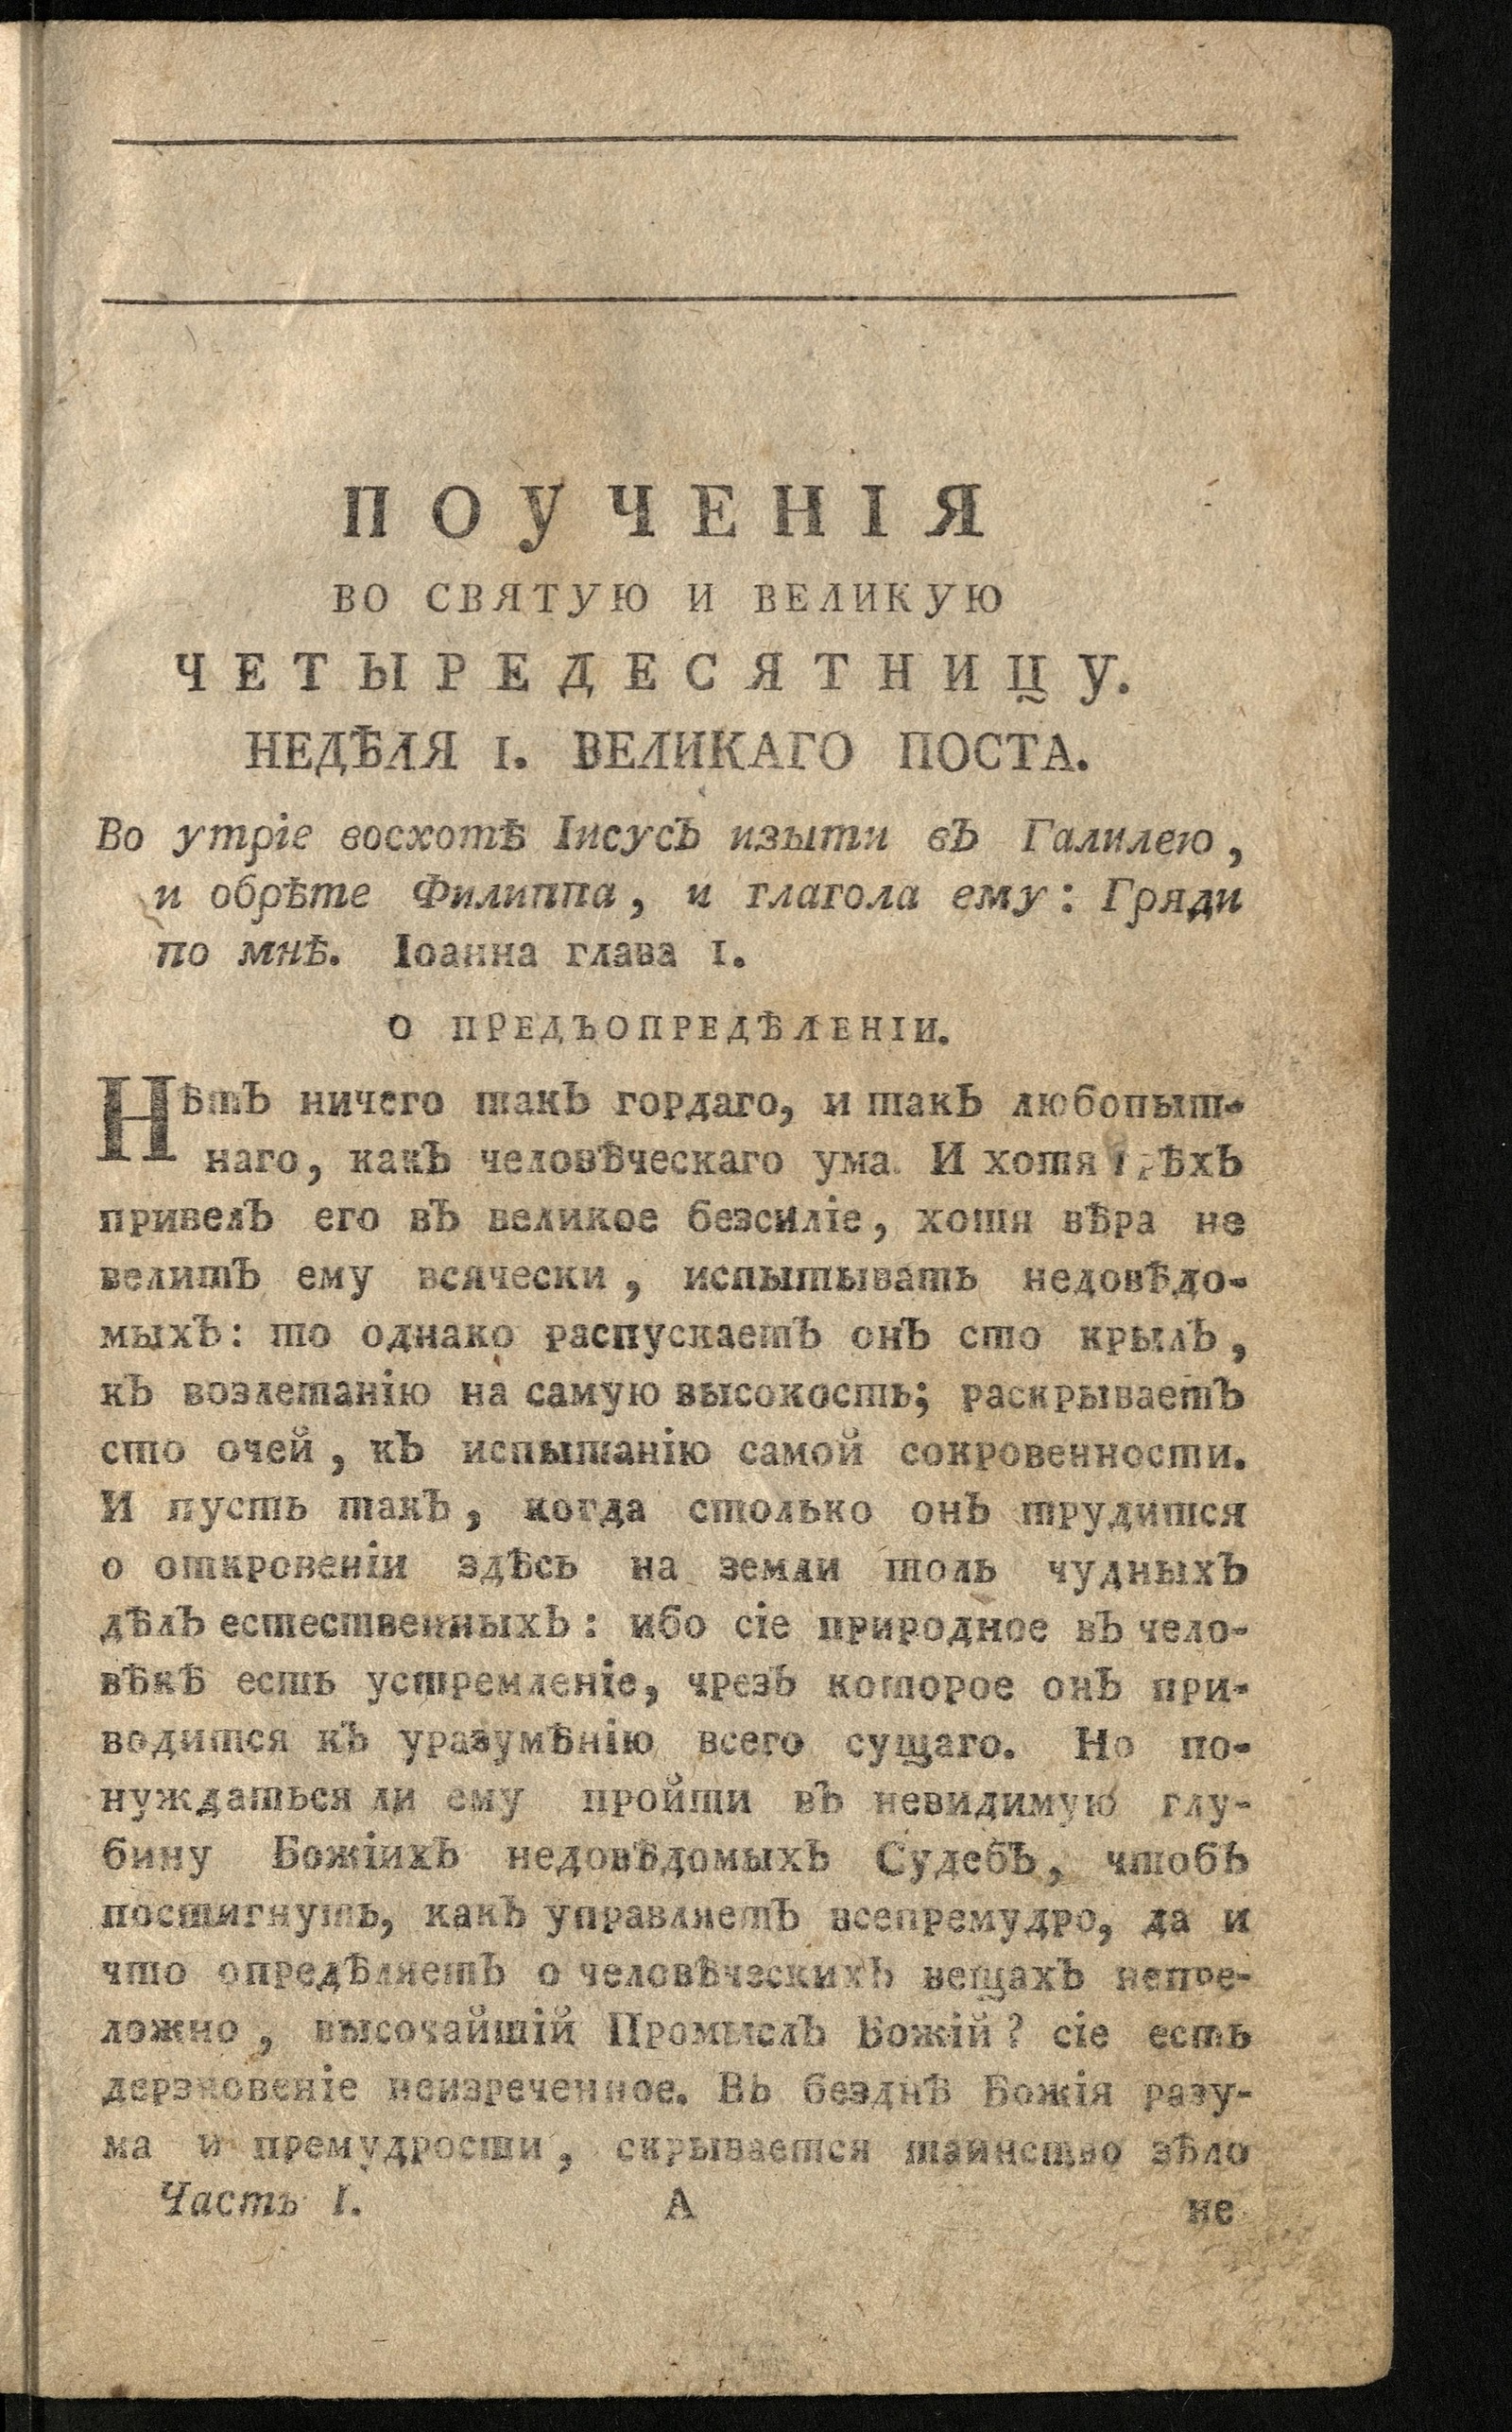 ПОУЧЕНІЯ
ВО СВЯТУЮ И ВЕЛИКУЮ
ЧЕТЫРЕДЕСЯТНИЦУ.
НЕДѢЛЯ I. ВЕЛИКАГО ПОСТА.
Во утріе восхотѣ Іисусъ изыти въ Галилею,
и обрѣте Филиппа, и глагола ему: Гряди
по мнѣ. Іоанна глава I.
О ПРЕДЪОПРЕДѢЛЕНІИ.
Нѣтъ ничего такъ гордаго, и такъ любопыт-
наго, какъ человѣческаго ума. И хотя грѣхъ
привелъ его въ великое безсиліе, хотя вѣра не
велитъ ему всячески, испытывать недовѣдо-
мыхъ: то однако распускаетъ онъ сто крылъ,
къ возлетанію на самую высокость; раскрываетъ
сто очей, къ испытанію самой сокровенности.
И пусть такъ, когда столько онъ трудится
о откровеніи здѣсь на земли толь чудныхъ
дѣлъ естественныхъ: ибо сіе природное въ чело-
вѣкѣ есть устремленіе, чрезъ которое онъ при-
водится къ уразумѣнію всего сущаго. Но по-
нуждаться ли ему пройти въ невидимую глу-
бину Божіихъ недовѣдомыхъ Судебъ, чтобъ
постигнуть, какъ управляетъ всепремудро, да и
что опредѣляетъ о человѣческихъ вещахъ непре-
ложно, высочайшій Промыслъ Божій? сіе есть
дерзновеніе неизреченное. Въ безднѣ Божія разу-
ма и премудрости, скрывается таинство зѣло
Часть I. А не